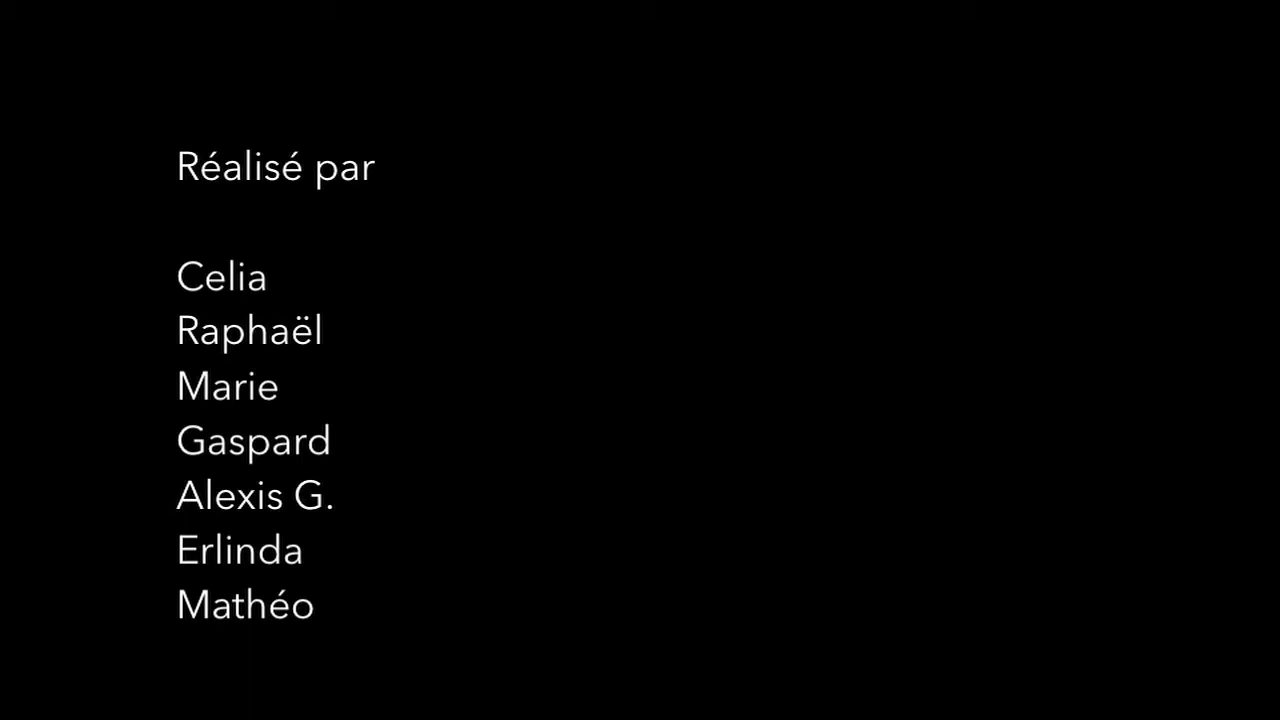 Réalisé par
Celia
Raphaël
Marie
Gaspard
Alexis G.
Erlinda
Mathéo